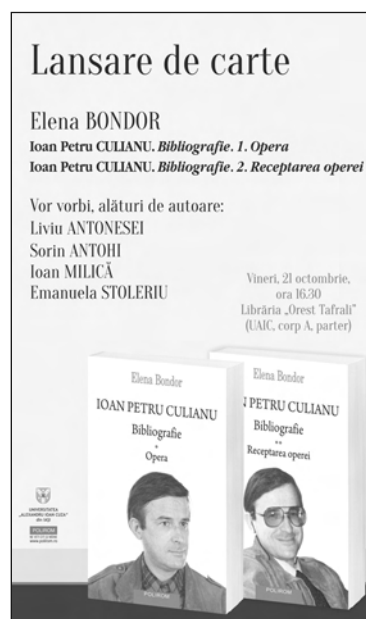 Lansare de carte
Elena BONDOR
Ioan Petru CULIANU. Bibliografie. 1. Opera
Ioan Petru CULIANU. Bibliografie. 2. Receptarea operei
Vor vorbi, alături de autoare:
Liviu ANTONESEI
Sorin ANTOHI
Ioan MILICĂ
Emanuela STOLERIU
Vineri, 21 octombrie,
ora 16.30
Librăria „Orest Tafrali”
(UAIC, corp A, parter)
Elena Bondor
IOAN PETRU CULIANU
Bibliografie
*
Opera
POLIROM
Elena Bondor
N PETRU CULIANU
Bibliografie
**
Receptarea operei
POLIROM
UNIVERSITATEA
„ALEXANDRU IOAN CUZA”
din IAȘI
POLIROM
www.polirom.ro